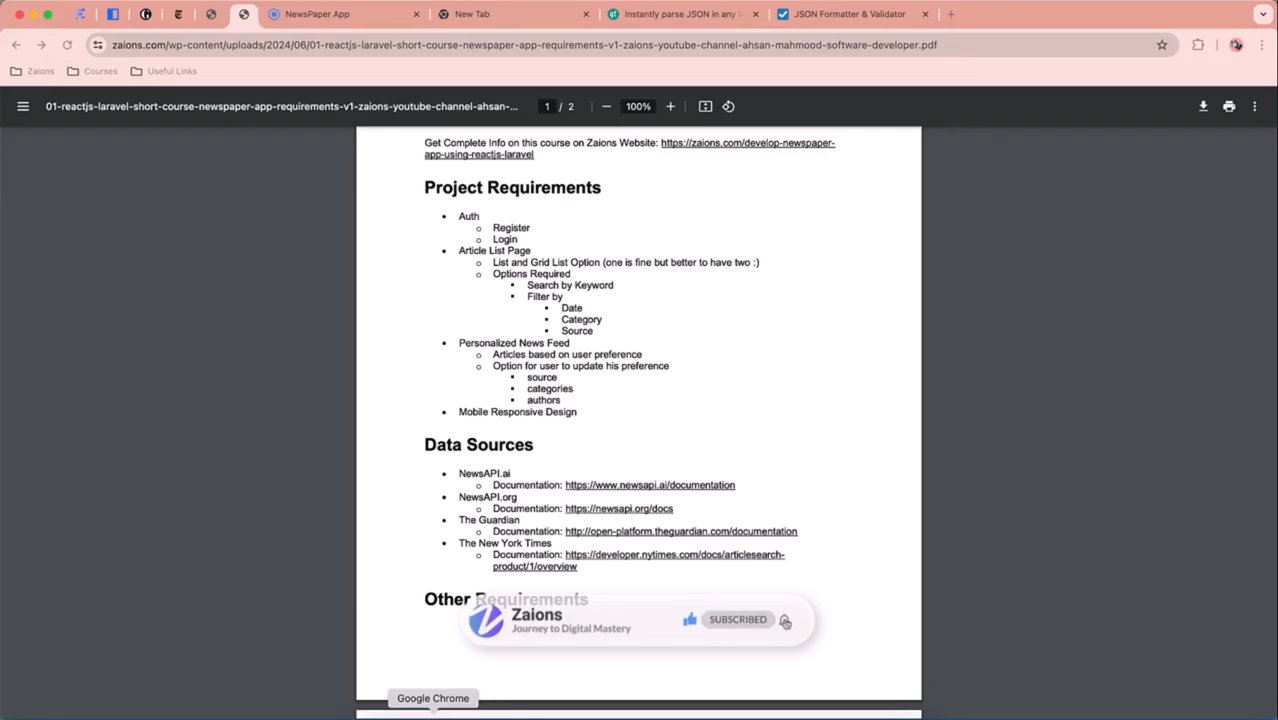 NewsPaper App
New Tab
Instantly parse JSON in any l
JSON Formatter & Validator
zaions.com/wp-content/uploads/2024/06/01-reactjs-laravel-short-course-newspaper-app-requirements-v1-zaions-youtube-channel-ahsan-mahmood-software-developer.pdf
Zaions
Courses
Useful Links
01-reactjs-laravel-short-course-newspaper-app-requirements-v1-zaions-youtube-channel-ahsan-...
1 / 2
100%
Get Complete Info on this course on Zaions Website: https://zaions.com/develop-newspaper-
app-using-reactjs-laravel
Project Requirements
Auth
Register
Login
Article List Page
List and Grid List Option (one is fine but better to have two :)
Options Required
Search by Keyword
Filter by
Date
Category
Source
Personalized News Feed
Articles based on user preference
Option for user to update his preference
source
categories
authors
Mobile Responsive Design
Data Sources
NewsAPI.ai
Documentation: https://www.newsapi.ai/documentation
NewsAPI.org
Documentation: https://newsapi.org/docs
The Guardian
Documentation: http://open-platform.theguardian.com/documentation
The New York Times
Documentation: https://developer.nytimes.com/docs/articlesearch-
product/1/overview
Other Requirements
Zaions
Journey to Digital Mastery
SUBSCRIBED
Google Chrome